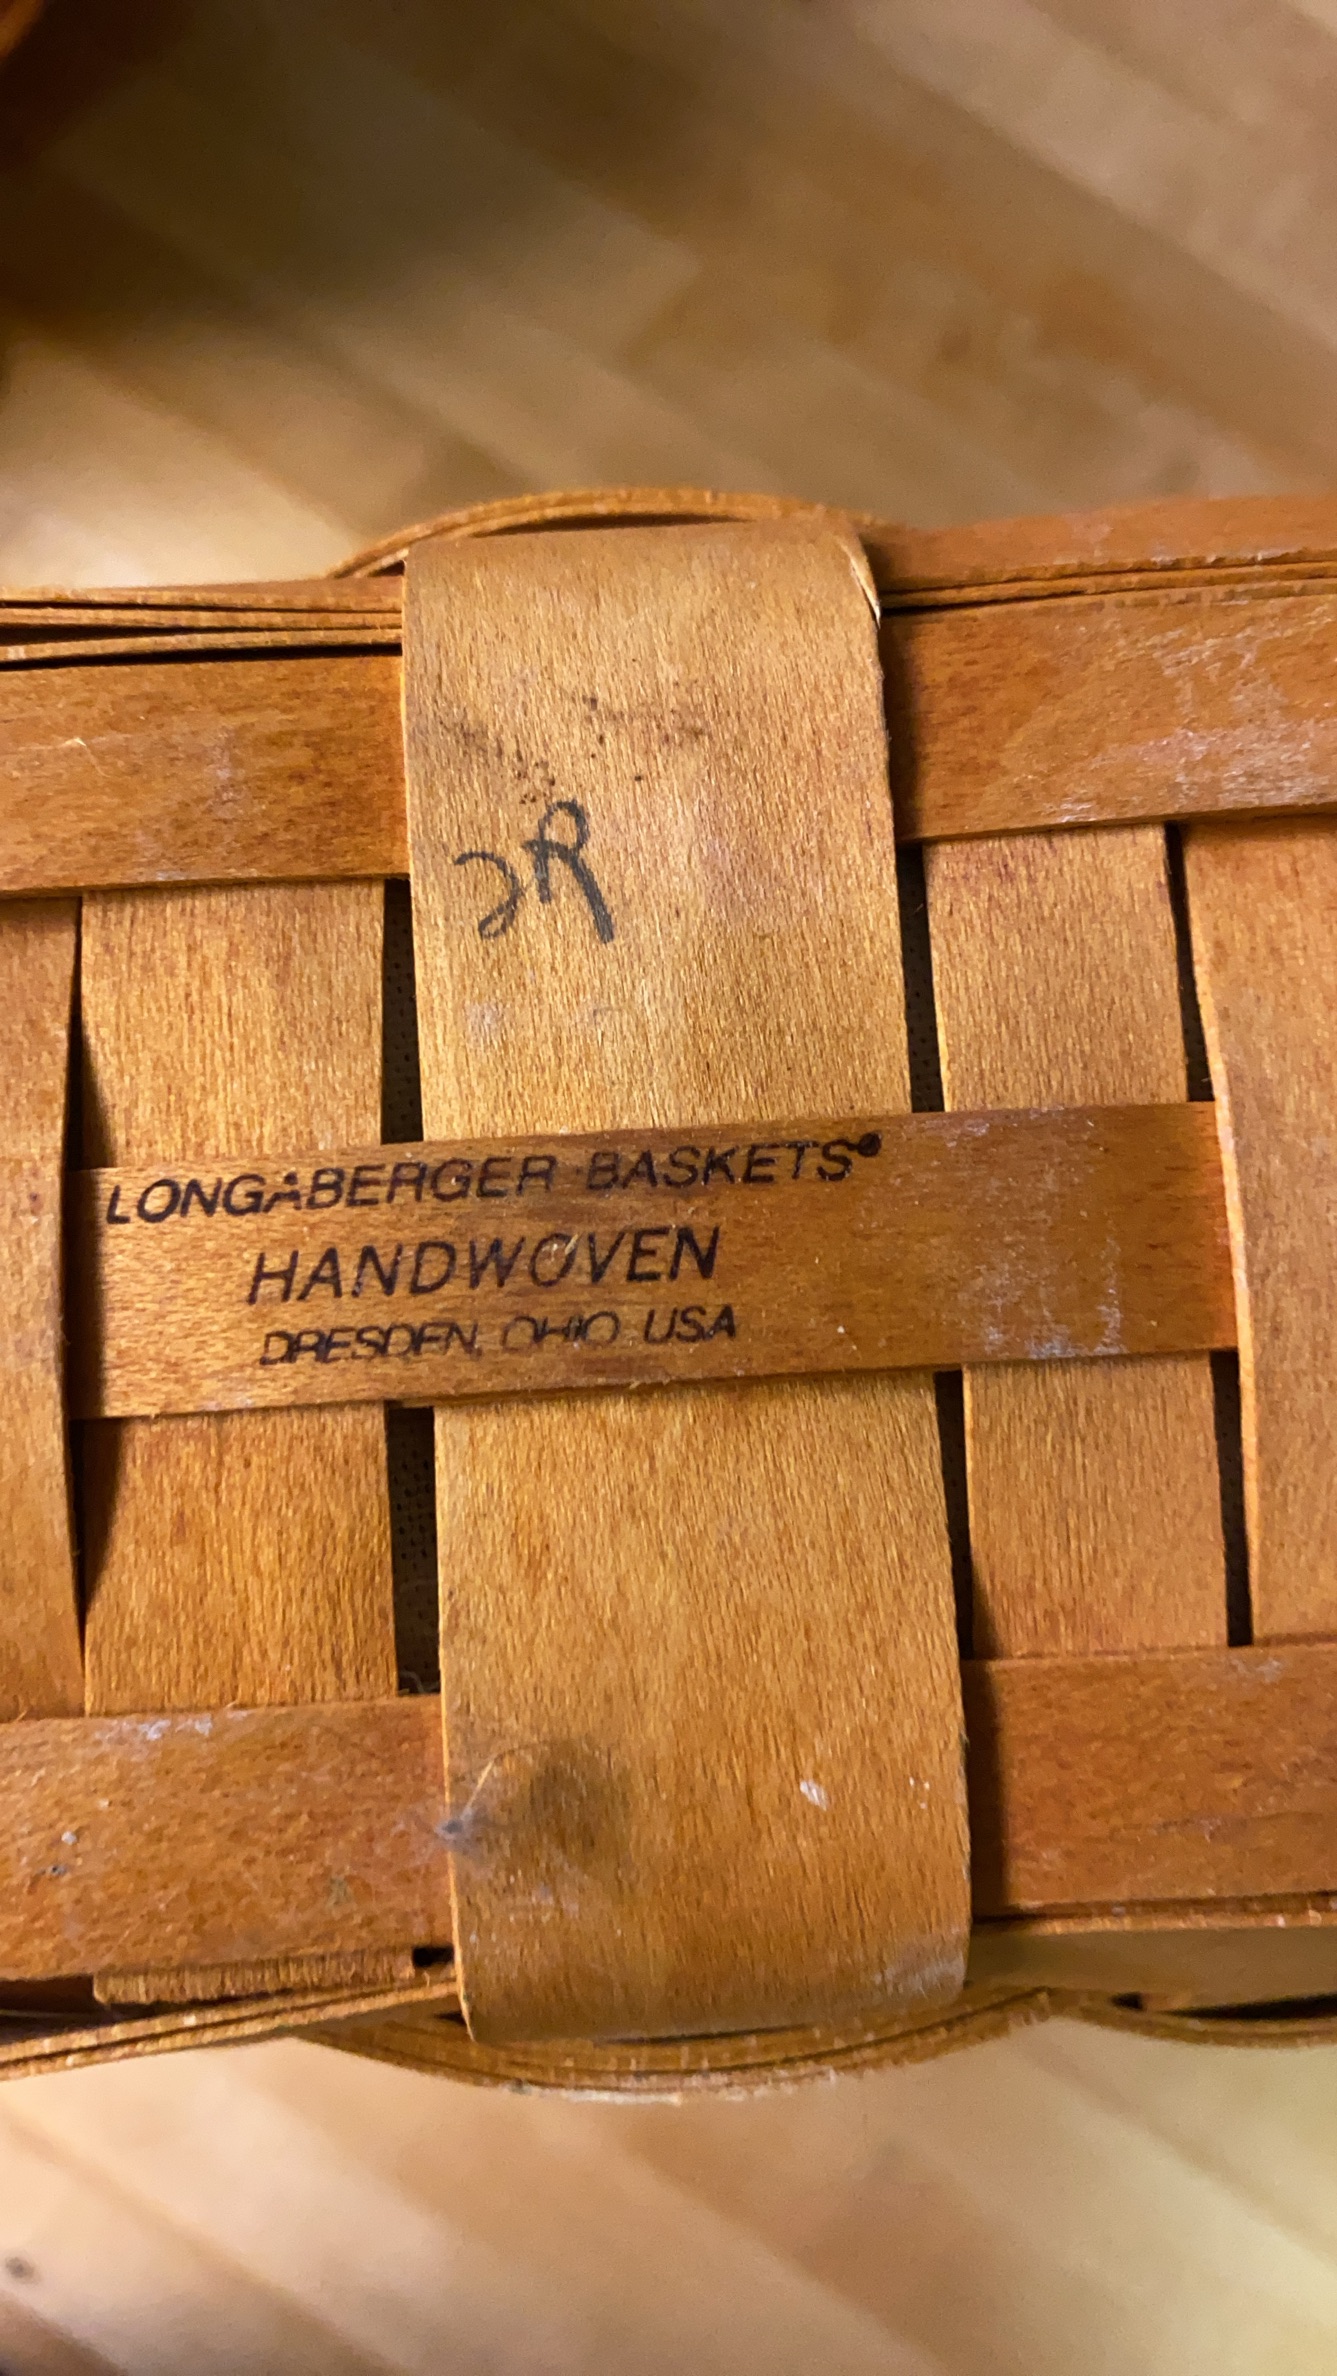 JR
LONGABERGER BASKETS®
HANDWOVEN
DRESDEN, OHIO USA